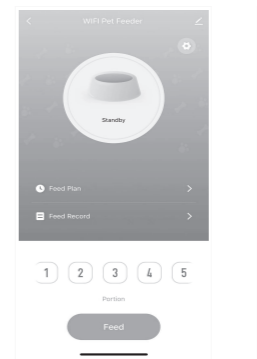 WIFI Pet Feeder
Standby
Feed Plan
Feed Record
1 2 3 4 5
Portion
Feed